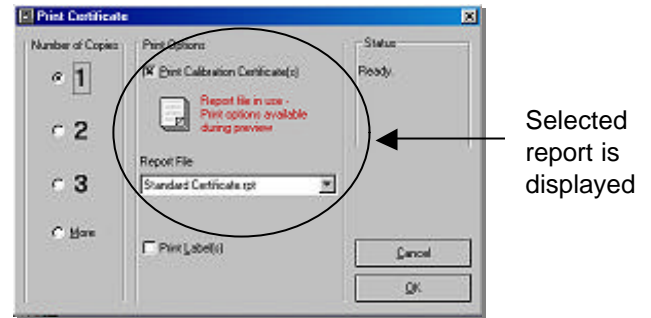 Print Certificate
Number of Copies
1
2
3
More
Print Options
Print Calibration Certificate(s)
Report file in use -
Print options available
during preview
Report File
Standard Certificate.rpt
Print Label(s)
Status
Ready.
Cancel
OK
Selected
report is
displayed